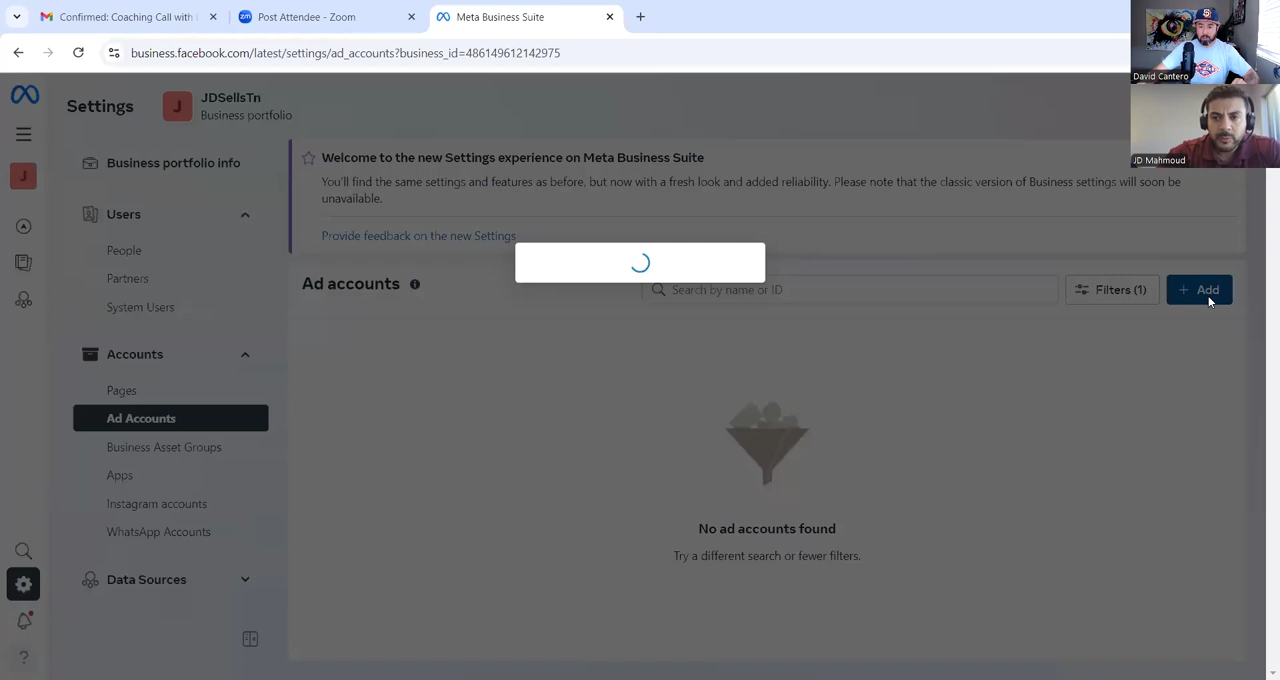 Confirmed: Coaching Call with
Post Attendee - Zoom
Meta Business Suite
business.facebook.com/latest/settings/ad_accounts?business_id=486149612142975
David Cantero
JD Mahmoud
Settings
J
JDSellsTn
Business portfolio
J
Business portfolio info
Users
People
Partners
System Users
Accounts
Pages
Ad Accounts
Business Asset Groups
Apps
Instagram accounts
WhatsApp Accounts
Data Sources
Welcome to the new Settings experience on Meta Business Suite
You'll find the same settings and features as before, but now with a fresh look and added reliability. Please note that the classic version of Business settings will soon be
unavailable.
Provide feedback on the new Settings
Ad accounts
Search by name or ID
Filters (1)
+ Add
No ad accounts found
Try a different search or fewer filters.